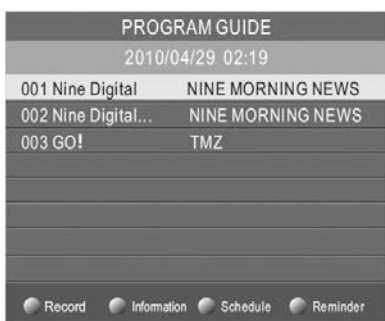 PROGRAM GUIDE
2010/04/29 02:19
001 Nine Digital NINE MORNING NEWS
002 Nine Digital... NINE MORNING NEWS
003 GO! TMZ
Record Information Schedule Reminder